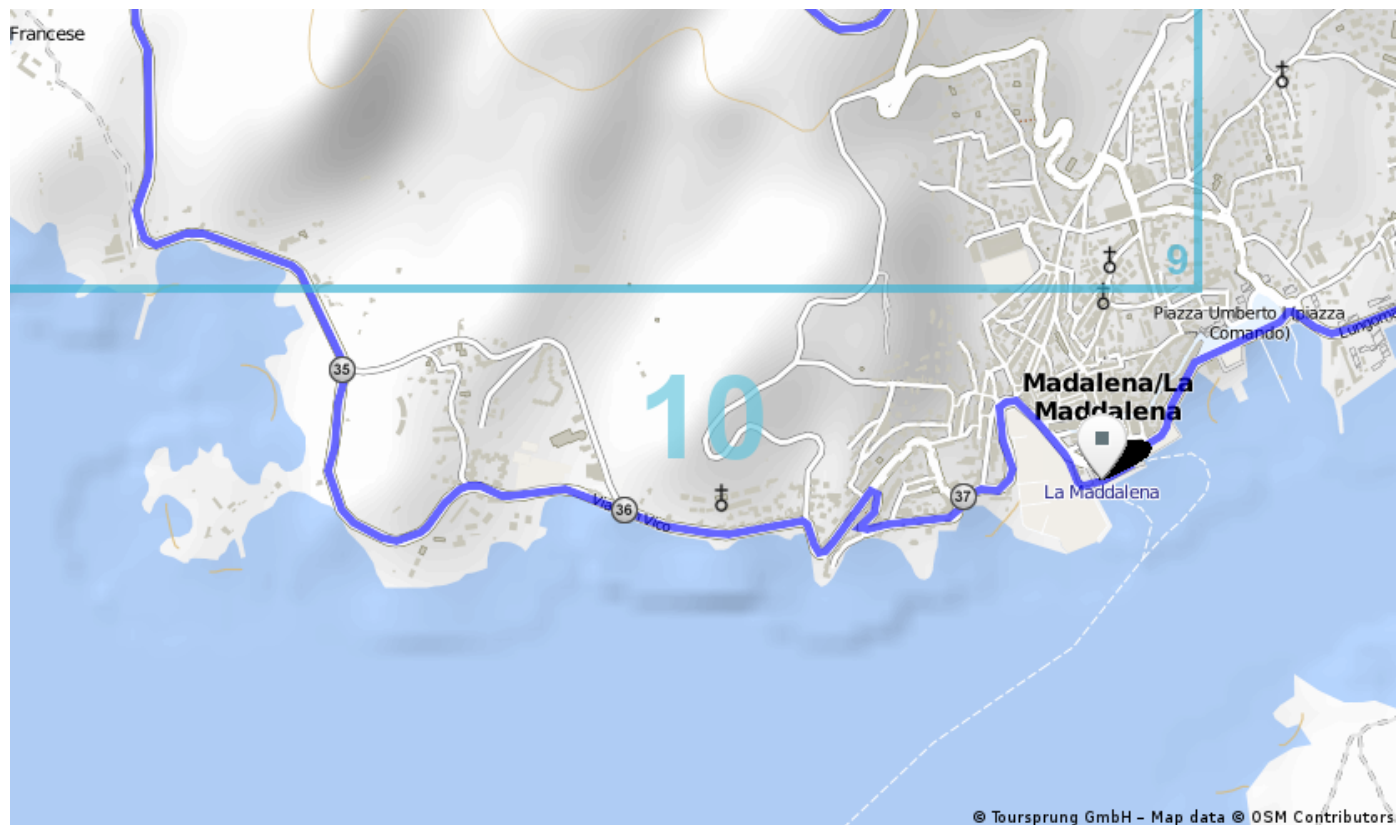 Francese
9
Piazza Umberto I (piazza
Comando)
Lungoma
35
Madalena/La
Maddalena
10
La Maddalena
37
36
Via
Vico
© Toursprung GmbH – Map data © OSM Contributors